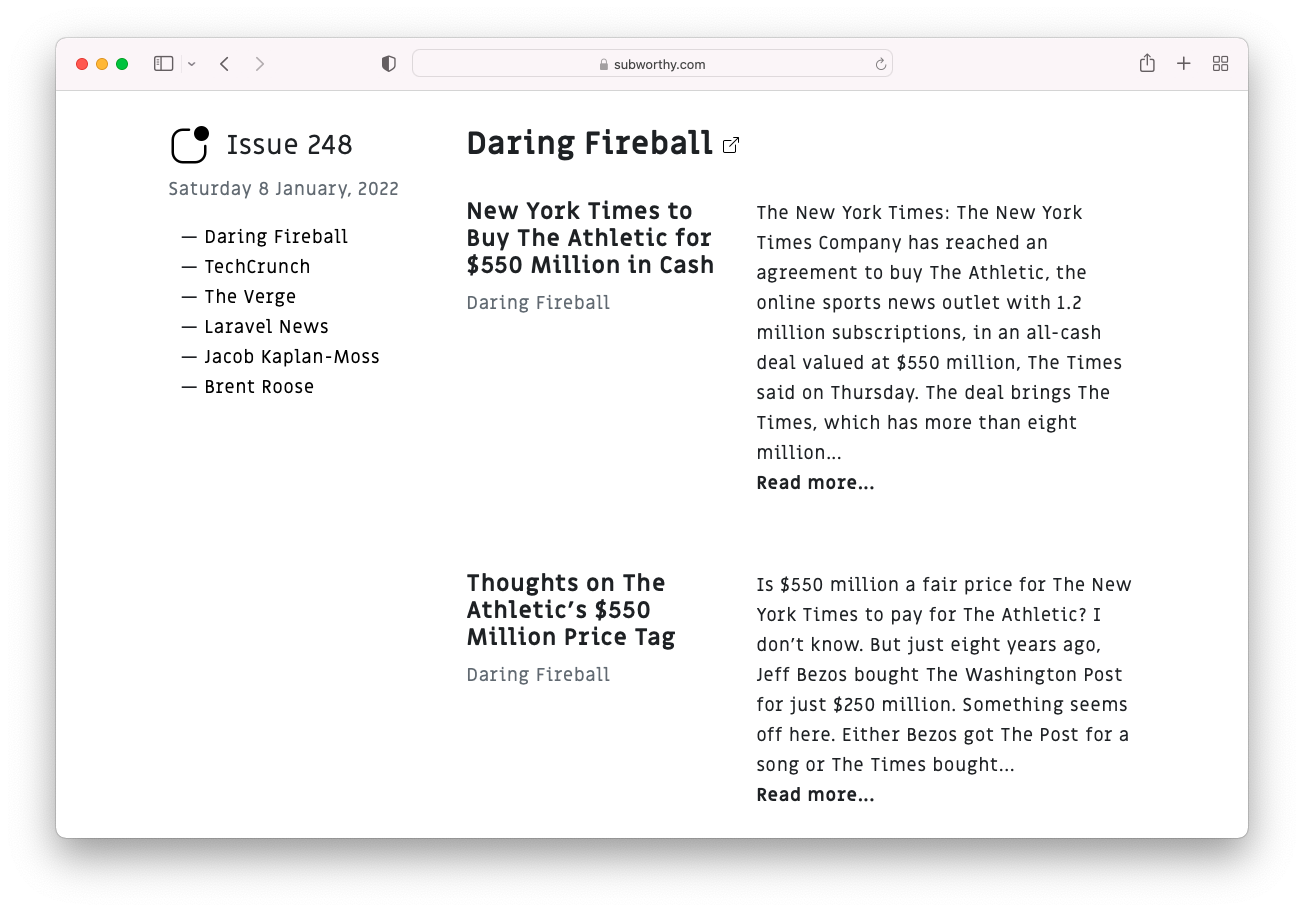 subworthy.com
Issue 248
Saturday 8 January, 2022
— Daring Fireball
— TechCrunch
— The Verge
— Laravel News
— Jacob Kaplan-Moss
— Brent Roose
Daring Fireball
New York Times to
Buy The Athletic for
$550 Million in Cash
Daring Fireball
The New York Times: The New York
Times Company has reached an
agreement to buy The Athletic, the
online sports news outlet with 1.2
million subscriptions, in an all-cash
deal valued at $550 million, The Times
said on Thursday. The deal brings The
Times, which has more than eight
million...
Read more...
Thoughts on The
Athletic’s $550
Million Price Tag
Daring Fireball
Is $550 million a fair price for The New
York Times to pay for The Athletic? I
don’t know. But just eight years ago,
Jeff Bezos bought The Washington Post
for just $250 million. Something seems
off here. Either Bezos got The Post for a
song or The Times bought...
Read more...